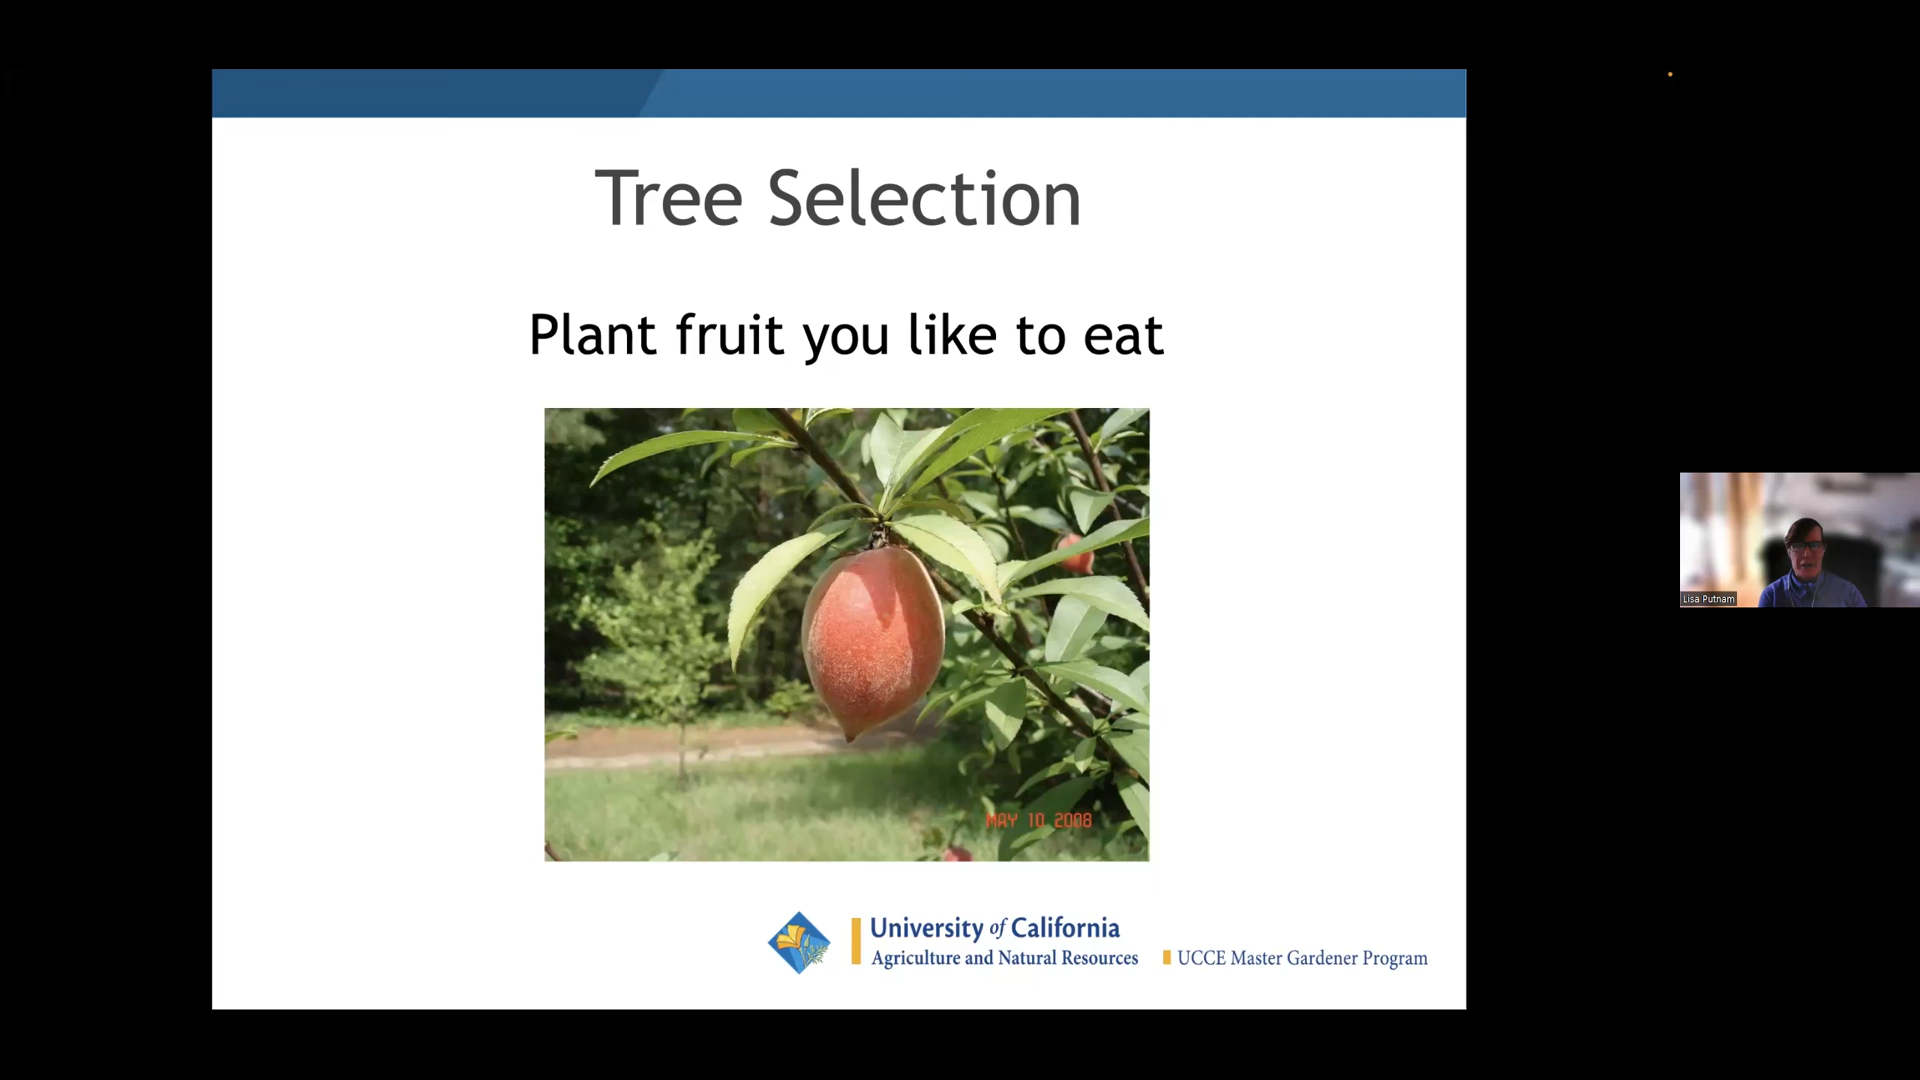 Tree Selection
Plant fruit you like to eat
MAY 10 2008
Lisa Putnam
University of California
Agriculture and Natural Resources
UCCE Master Gardener Program